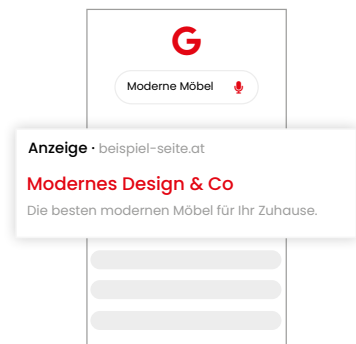 G
Moderne Möbel
Anzeige · beispiel-seite.at
Modernes Design & Co
Die besten modernen Möbel für Ihr Zuhause.